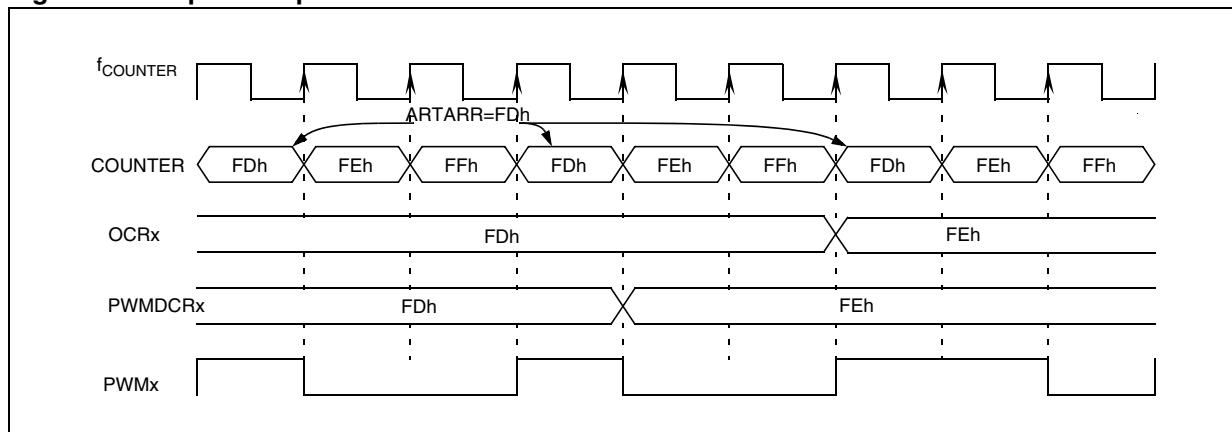 fCOUNTER
ARTARR=FDh
COUNTER FDh FEh FFh FDh FEh FFh FDh FEh FFh
OCRx FDh FEh
PWMDCRx FDh FEh
PWMx